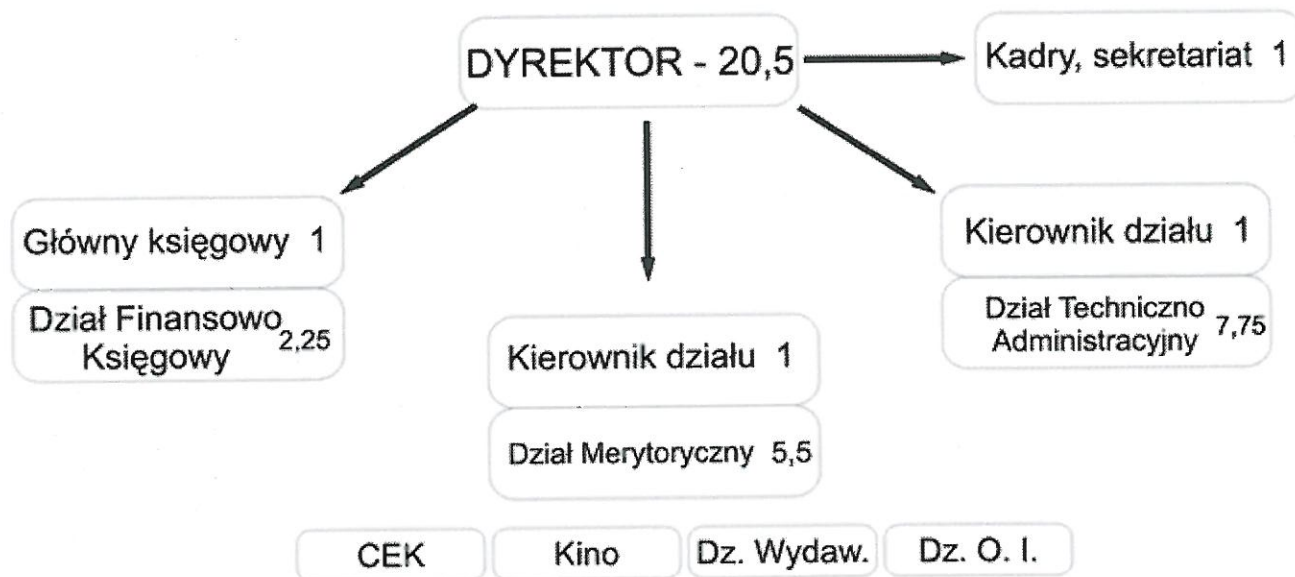 DYREKTOR - 20,5
Kadry, sekretariat 1
Główny księgowy 1
Dział Finansowo
Księgowy 2,25
Kierownik działu 1
Dział Merytoryczny 5,5
Kierownik działu 1
Dział Techniczno
Administracyjny 7,75
CEK
Kino
Dz. Wydaw.
Dz. O. I.